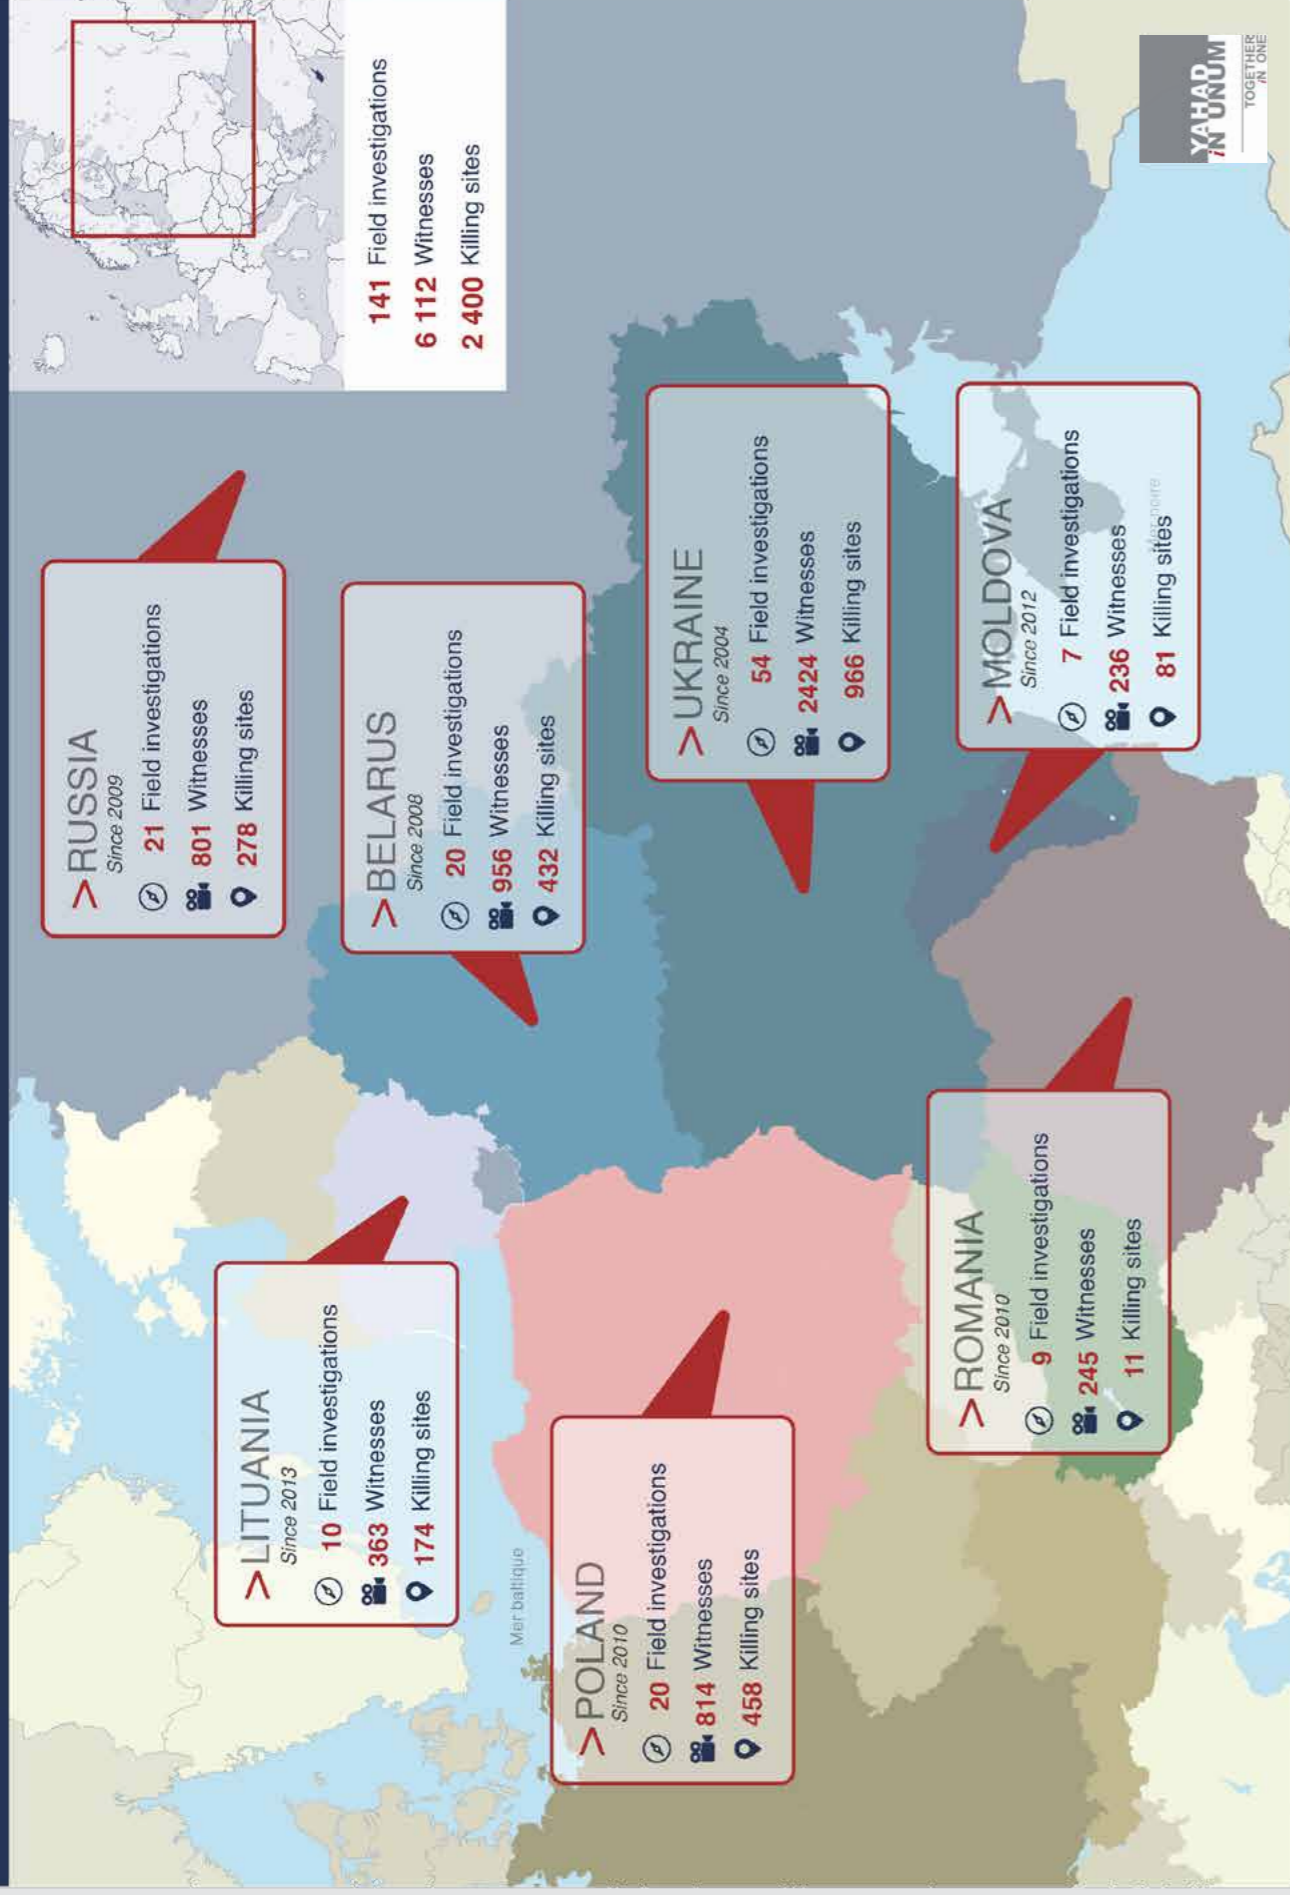 >LITUANIA
Since 2013
10 Field investigations
363 Witnesses
174 Killing sites
>RUSSIA
Since 2009
21 Field investigations
801 Witnesses
278 Killing sites
141 Field investigations
6 112 Witnesses
2 400 Killing sites
>BELARUS
Since 2008
20 Field investigations
956 Witnesses
432 Killing sites
Mer baltique
>POLAND
Since 2010
20 Field investigations
814 Witnesses
458 Killing sites
>UKRAINE
Since 2004
54 Field investigations
2424 Witnesses
966 Killing sites
>ROMANIA
Since 2010
9 Field investigations
245 Witnesses
11 Killing sites
>MOLDOVA
Since 2012
7 Field investigations
236 Witnesses
81 Killing sites
Mer noire
YAHAD
iN UNUM
TOGETHER
iN ONE